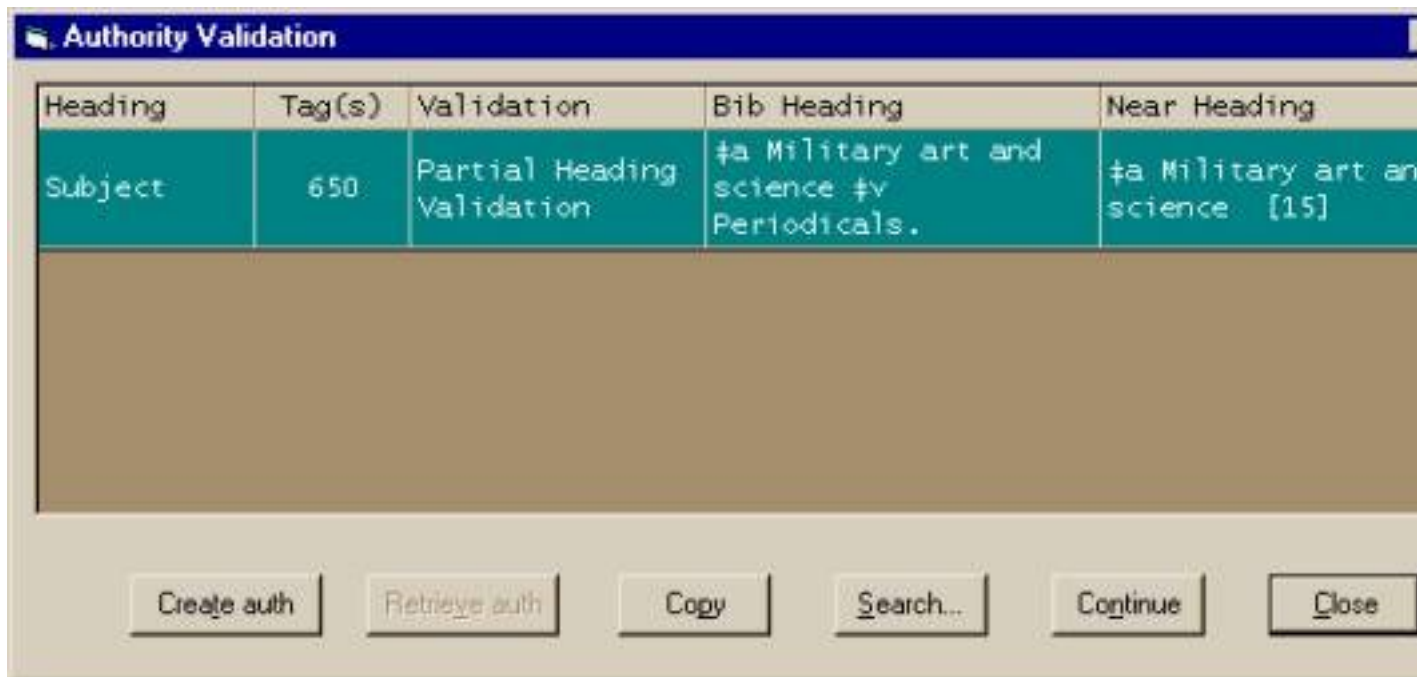 Authority Validation
Heading Tag(s) Validation Bib Heading Near Heading
Subject 650 Partial Heading Validation ‡a Military art and science ‡v Periodicals. ‡a Military art an science [15]
Create auth Retrieve auth Copy Search... Continue Close